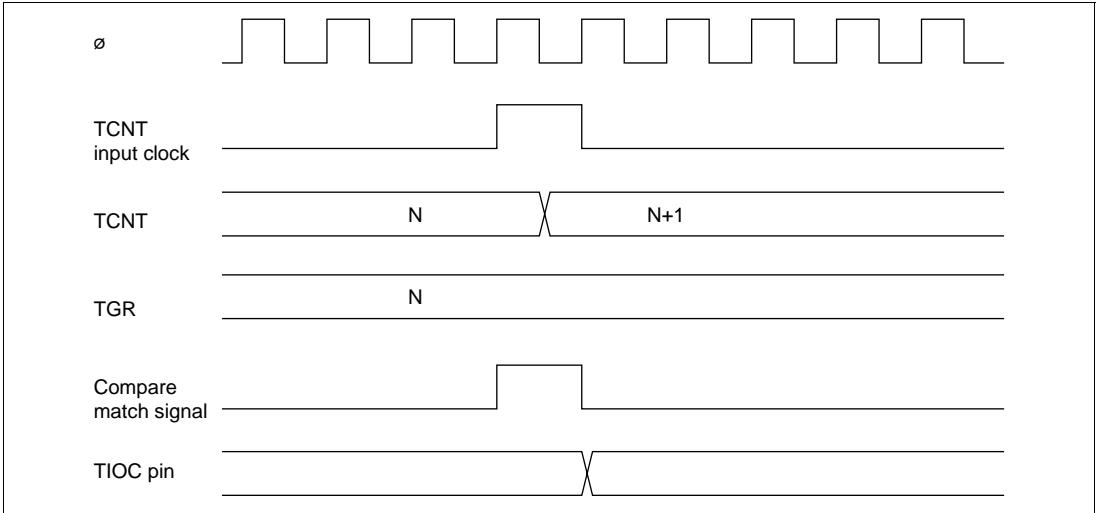 ø
TCNT
input clock
TCNT
N
N+1
TGR
N
Compare
match signal
TIOC pin